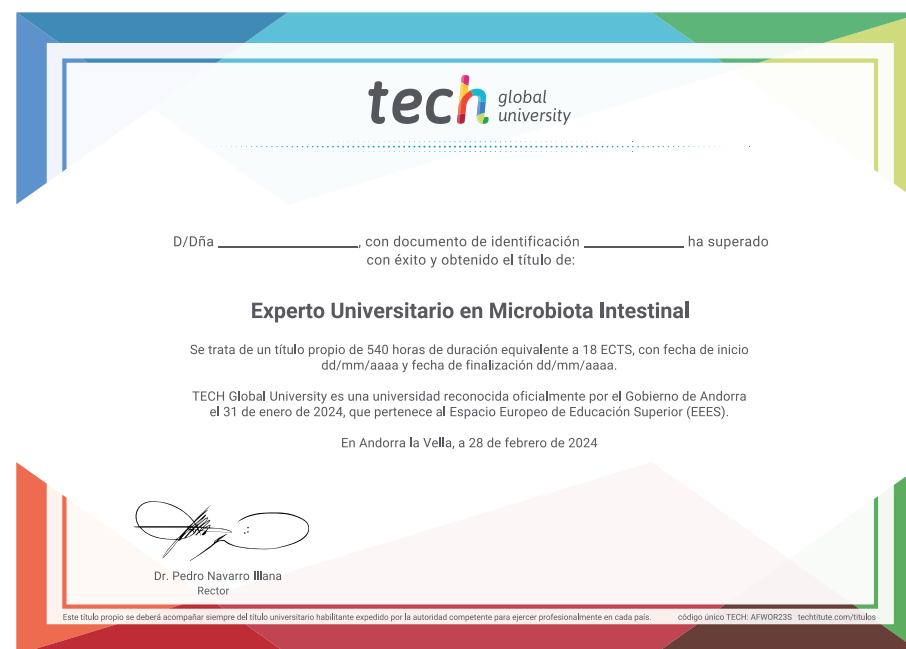 tech global
university
D/Dña ______________, con documento de identificación __________ ha superado
con éxito y obtenido el título de:
Experto Universitario en Microbiota Intestinal
Se trata de un título propio de 540 horas de duración equivalente a 18 ECTS, con fecha de inicio
dd/mm/aaaa y fecha de finalización dd/mm/aaaa.
TECH Global University es una universidad reconocida oficialmente por el Gobierno de Andorra
el 31 de enero de 2024, que pertenece al Espacio Europeo de Educación Superior (EEES).
En Andorra la Vella, a 28 de febrero de 2024
Dr. Pedro Navarro Illana
Rector
Este título propio se deberá acompañar siempre del título universitario habilitante expedido por la autoridad competente para ejercer profesionalmente en cada país. código único TECH: AFWOR23S techtitute.com/titulos